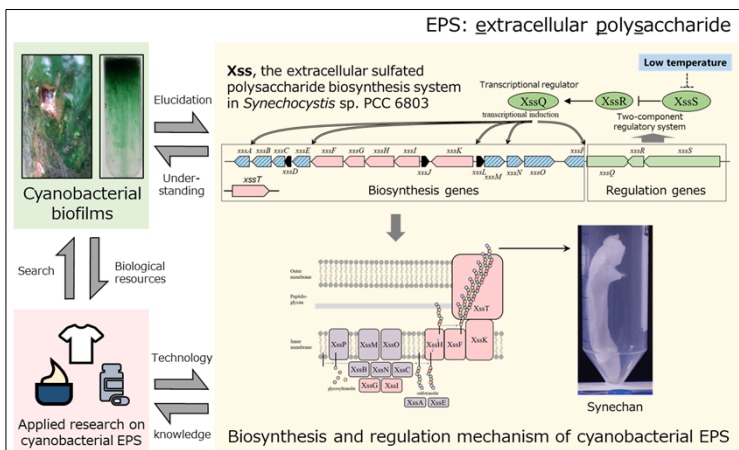 EPS: extracellular polysaccharide
Cyanobacterial
biofilms
Elucidation
Under-
standing
Search
Biological
resources
Applied research on
cyanobacterial EPS
Technology
knowledge
Xss, the extracellular sulfated
polysaccharide biosynthesis system
in Synechocystis sp. PCC 6803
Low temperature
Transcriptional regulator
XssQ
XssR
XssS
transcriptional induction
Two-component
regulatory system
xssA xssB xssC xssE xssF xssG xssH xssI xssK xssP xssR xssS
xssD xssJ xssL xssM xssN xssO xssQ
xssT
Biosynthesis genes
Regulation genes
Outer
membrane
Peptido-
glycan
Inner
membrane
XssT
XssP
XssM
XssO
XssH
XssF
XssK
XssB
XssN
XssC
XssG
XssI
glycosyltransfer
sulfotransfer
XssA
XssE
Synechan
Biosynthesis and regulation mechanism of cyanobacterial EPS